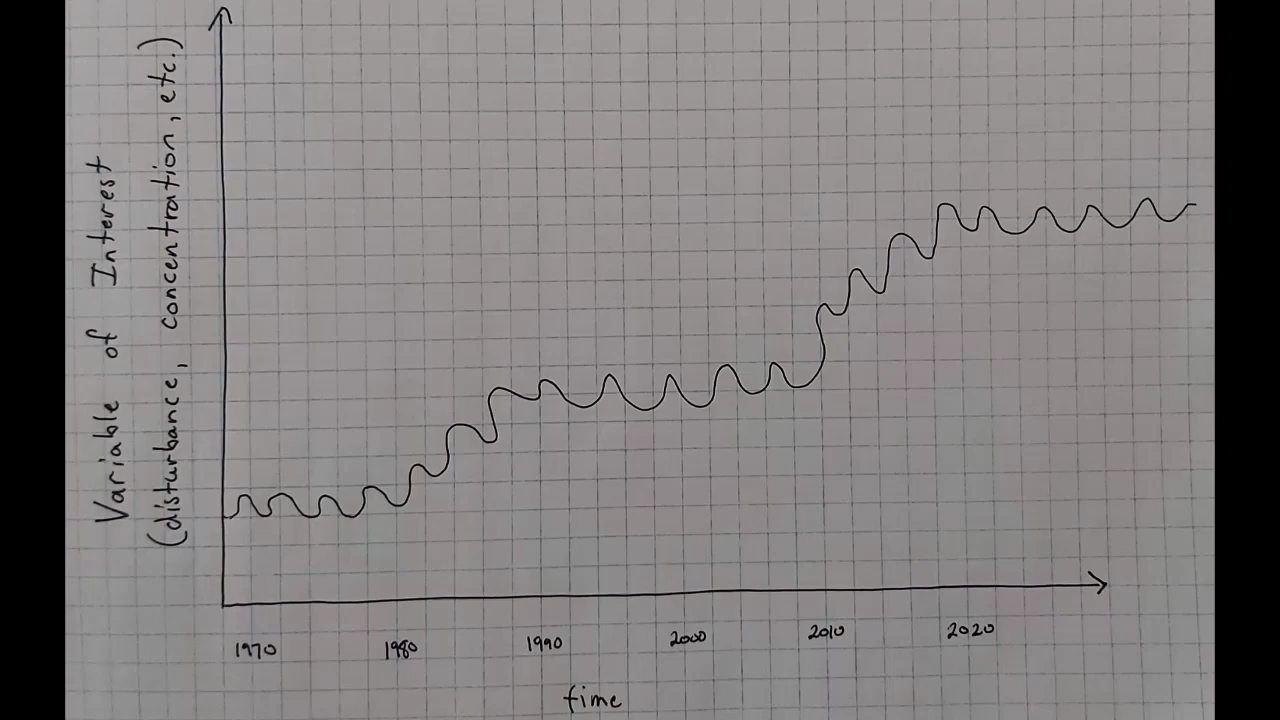 Variable of Interest
(disturbance, concentration, etc.)
1970 1980 1990 2000 2010 2020
time